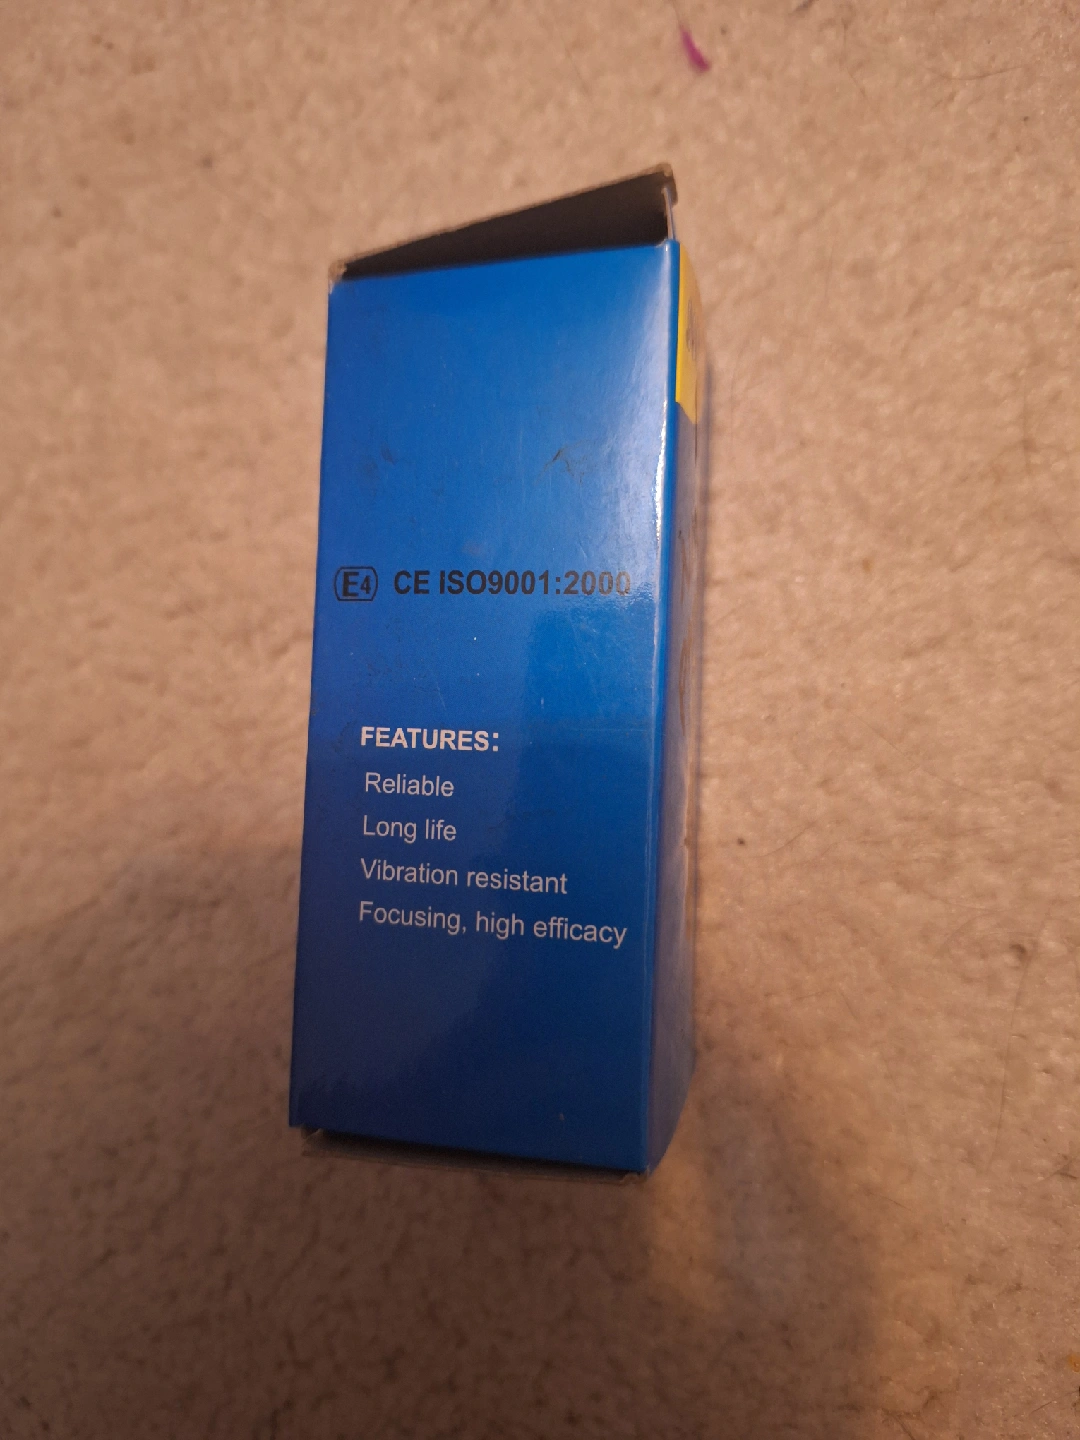 E4 CE ISO9001:2000
FEATURES:
Reliable
Long life
Vibration resistant
Focusing, high efficacy